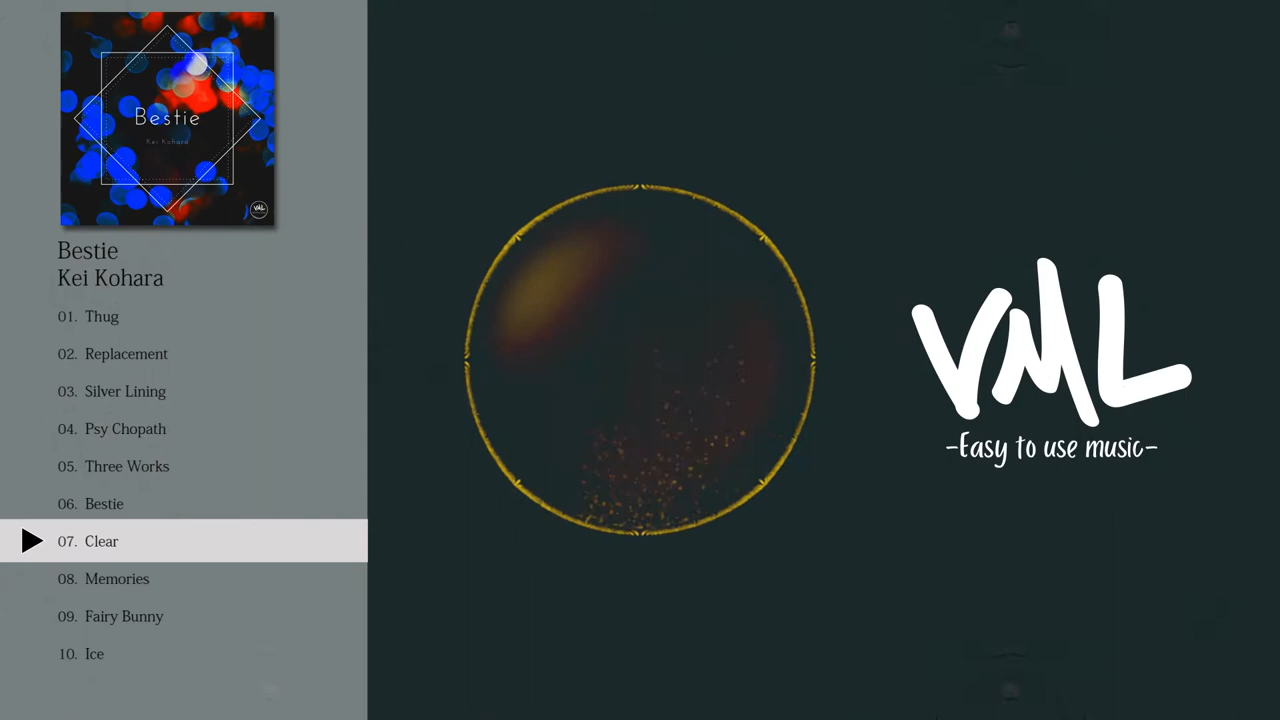 Bestie
Kei Kohara
VML
Bestie
Kei Kohara
01. Thug
02. Replacement
03. Silver Lining
04. Psy Chopath
05. Three Works
06. Bestie
07. Clear
08. Memories
09. Fairy Bunny
10. Ice
VML
-Easy to use music-